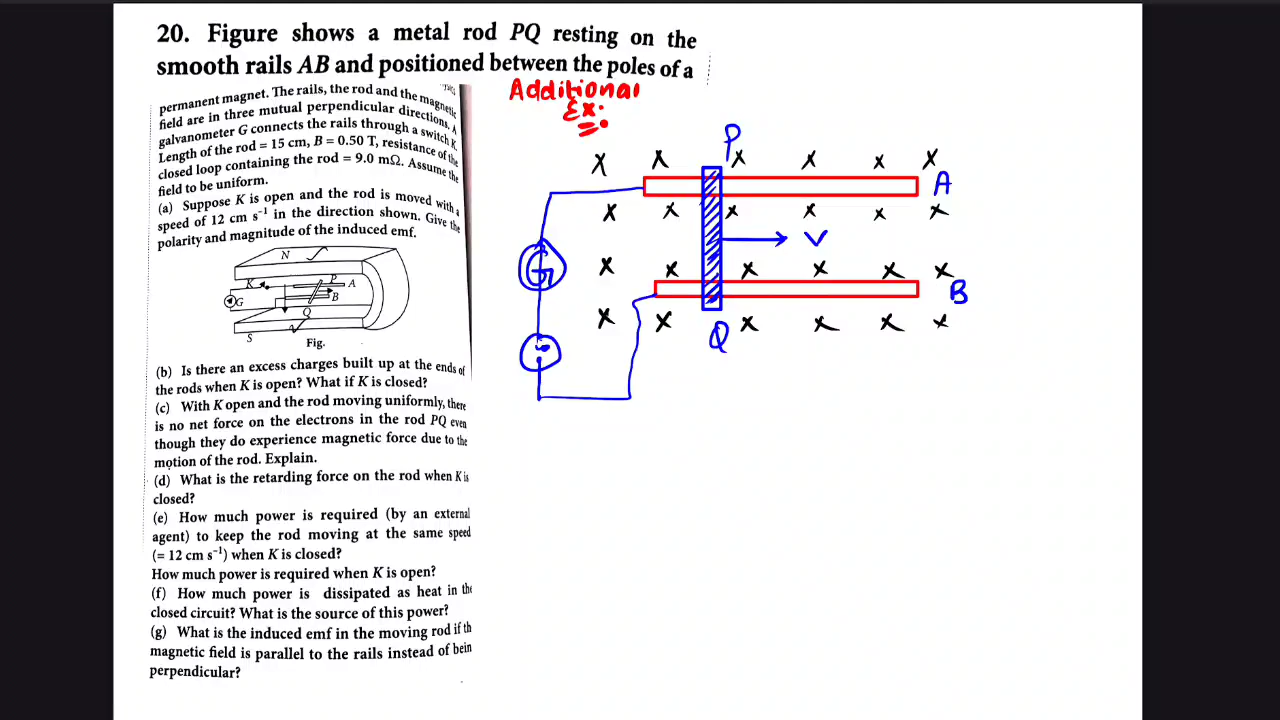 20. Figure shows a metal rod PQ resting on the
smooth rails AB and positioned between the poles of a
permanent magnet. The rails, the rod and the magnetic
field are in three mutual perpendicular directions. A
galvanometer G connects the rails through a switch K.
Length of the rod = 15 cm, B = 0.50 T, resistance of the
closed loop containing the rod = 9.0 mΩ. Assume the
field to be uniform.
(a) Suppose K is open and the rod is moved with a
speed of 12 cm s⁻¹ in the direction shown. Give the
polarity and magnitude of the induced emf.
N
K
P
A
G
B
Q
S
Fig.
(b) Is there an excess charges built up at the ends of
the rods when K is open? What if K is closed?
(c) With K open and the rod moving uniformly, there
is no net force on the electrons in the rod PQ even
though they do experience magnetic force due to the
motion of the rod. Explain.
(d) What is the retarding force on the rod when K is
closed?
(e) How much power is required (by an external
agent) to keep the rod moving at the same speed
(= 12 cm s⁻¹) when K is closed?
How much power is required when K is open?
(f) How much power is dissipated as heat in the
closed circuit? What is the source of this power?
(g) What is the induced emf in the moving rod if th
magnetic field is parallel to the rails instead of bein
perpendicular?
Additional
Ex:
P
x x x x x x
A
x x x x x x
V
G
x x x x x x
B
x x x x x x
Q